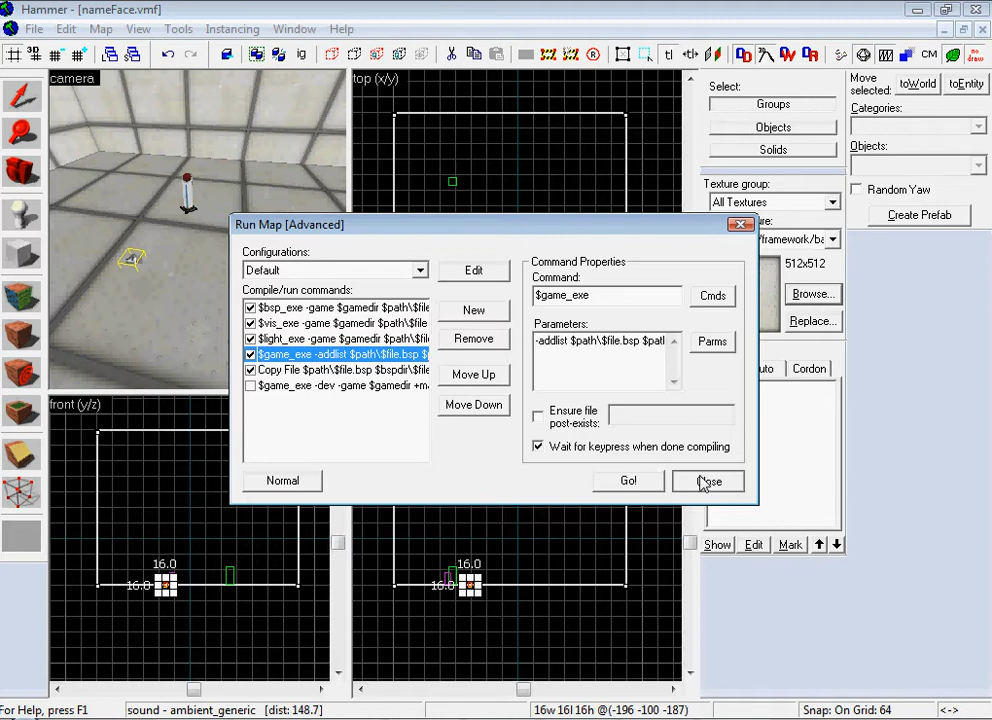 Hammer - [nameFace.vmf]
File Edit Map View Tools Instancing Window Help
3D
ig
CM
camera
top (x/y)
front (y/z)
Select:
Groups
Objects
Solids
Texture group:
All Textures
/framework/ba
512x512
Browse...
Replace...
Cordon
Show Edit Mark
Move
selected:
toWorld
toEntity
Categories:
Objects:
Random Yaw
Create Prefab
Run Map [Advanced]
Configurations:
Default
Edit
Compile/run commands:
$bsp_exe -game $gamedir $path\$file
$vis_exe -game $gamedir $path\$file
$light_exe -game $gamedir $path\$file
$game_exe -addlist $path\$file.bsp $p
Copy File $path\$file.bsp $bspdir\$file
$game_exe -dev -game $gamedir +ma
New
Remove
Move Up
Move Down
Normal
Command Properties
Command:
$game_exe
Cmds
Parameters:
-addlist $path\$file.bsp $path
Parms
Ensure file
post-exists:
Wait for keypress when done compiling
Go!
Close
16.0
16.0
16.0
16.0
For Help, press F1
sound - ambient_generic [dist: 148.7]
16w 16l 16h @(-196 -100 -187)
Snap: On Grid: 64
<->